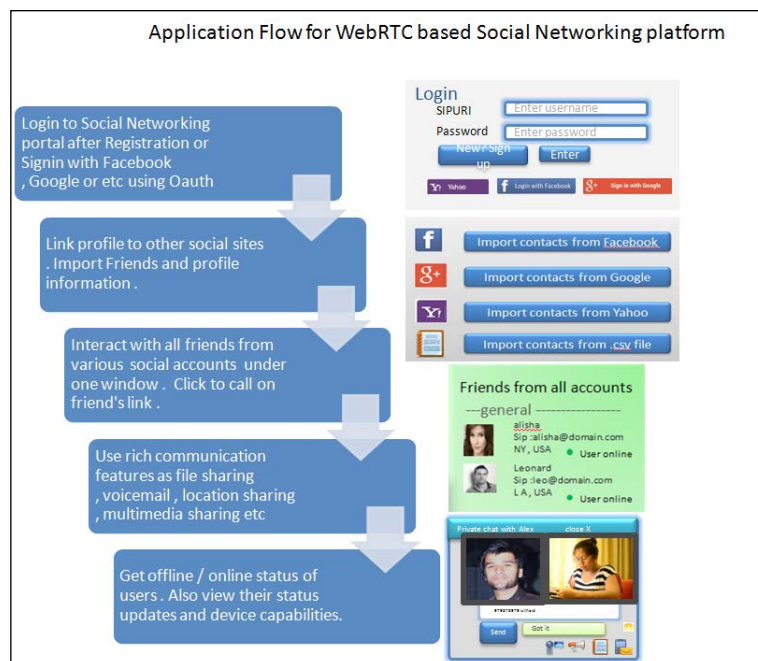 Application Flow for WebRTC based Social Networking platform
Login to Social Networking
portal after Registration or
Signin with Facebook
, Google or etc using Oauth
Link profile to other social sites
. Import Friends and profile
information .
Interact with all friends from
various social accounts under
one window . Click to call on
friend's link .
Use rich communication
features as file sharing
, voicemail , location sharing
, multimedia sharing etc
Get offline / online status of
users . Also view their status
updates and device capabilities.
Login
SIPURI Enter username
Password Enter password
New? Sign
up
Enter
Yahoo Login with Facebook Sign in with Google
Import contacts from Facebook
Import contacts from Google
Import contacts from Yahoo
Import contacts from .csv file
Friends from all accounts
---general -----------------
alisha
Sip :alisha@domain.com
NY , USA User online
Leonard
Sip :leo@domain.com
L A , USA User online
Private chat with Alex close X
Send Got it